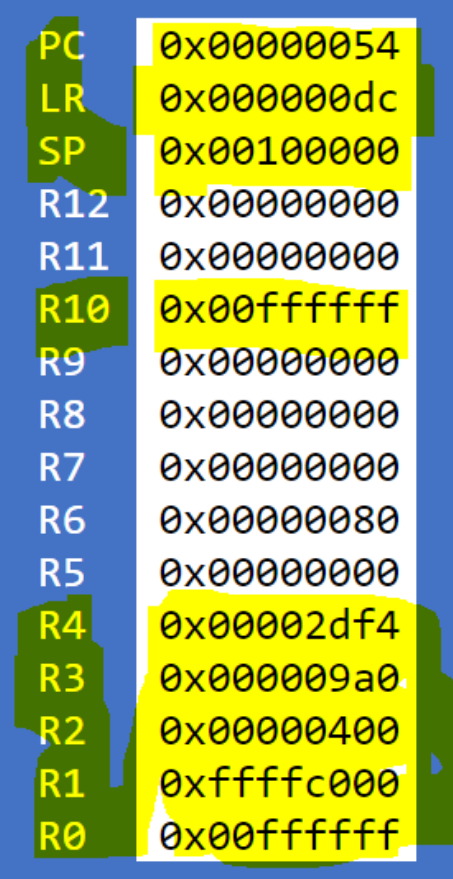 PC 0x00000054
LR 0x000000dc
SP 0x00100000
R12 0x00000000
R11 0x00000000
R10 0x00ffffff
R9 0x00000000
R8 0x00000000
R7 0x00000000
R6 0x00000080
R5 0x00000000
R4 0x00002df4
R3 0x000009a0
R2 0x00000400
R1 0xffffc000
R0 0x00ffffff